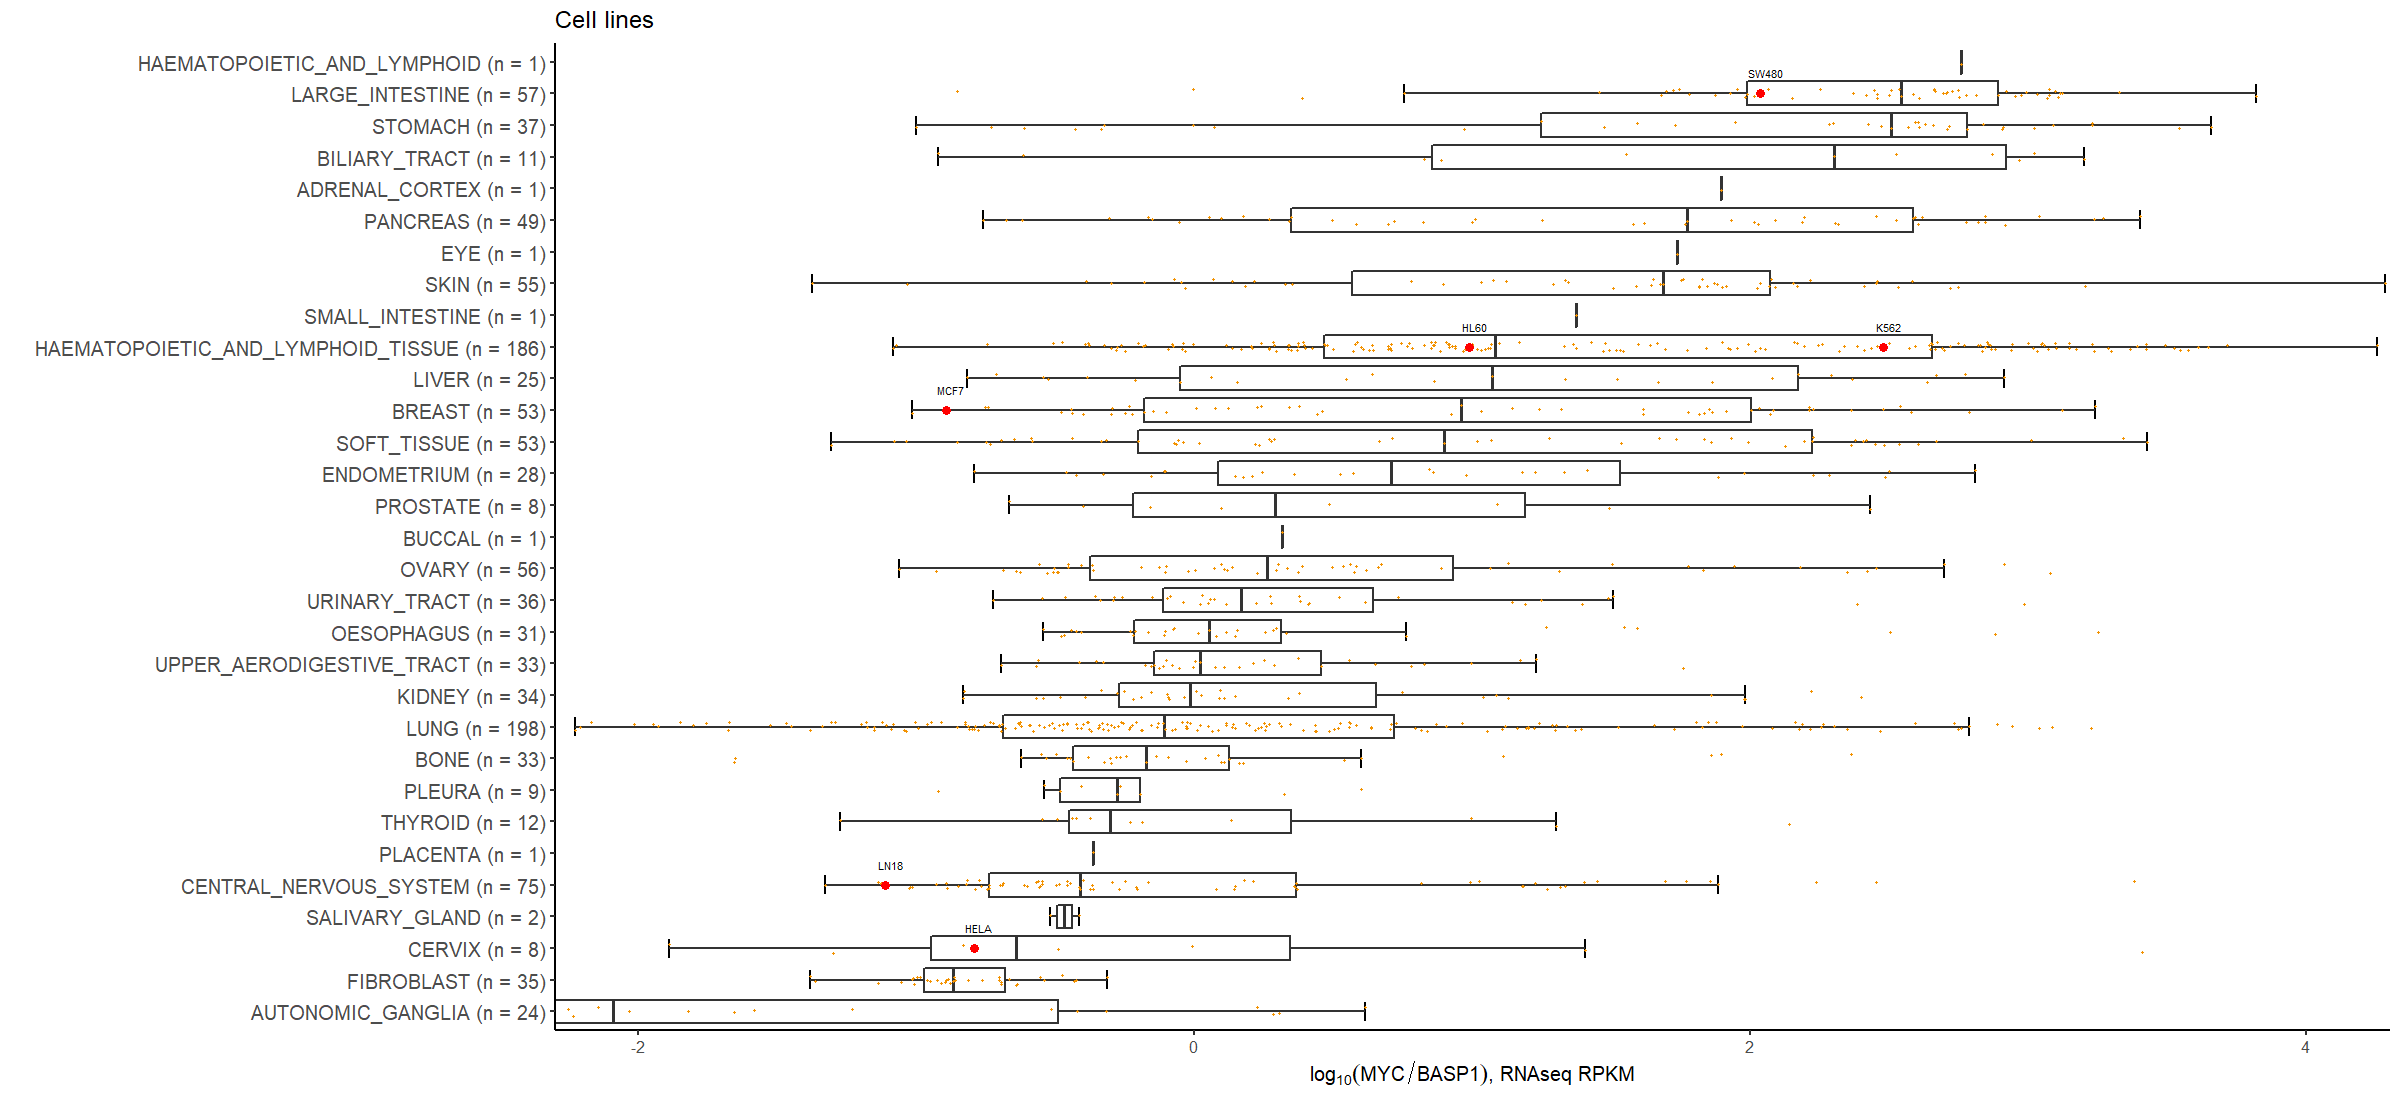 Cell lines
HAEMATOPOIETIC_AND_LYMPHOID (n = 1)
SW480
LARGE_INTESTINE (n = 57)
STOMACH (n = 37)
BILIARY_TRACT (n = 11)
ADRENAL_CORTEX (n = 1)
PANCREAS (n = 49)
EYE (n = 1)
SKIN (n = 55)
SMALL_INTESTINE (n = 1)
HL60 K562
HAEMATOPOIETIC_AND_LYMPHOID_TISSUE (n = 186)
LIVER (n = 25)
MCF7
BREAST (n = 53)
SOFT_TISSUE (n = 53)
ENDOMETRIUM (n = 28)
PROSTATE (n = 8)
BUCCAL (n = 1)
OVARY (n = 56)
URINARY_TRACT (n = 36)
OESOPHAGUS (n = 31)
UPPER_AERODIGESTIVE_TRACT (n = 33)
KIDNEY (n = 34)
LUNG (n = 198)
BONE (n = 33)
PLEURA (n = 9)
THYROID (n = 12)
PLACENTA (n = 1)
LN18
CENTRAL_NERVOUS_SYSTEM (n = 75)
SALIVARY_GLAND (n = 2)
HELA
CERVIX (n = 8)
FIBROBLAST (n = 35)
AUTONOMIC_GANGLIA (n = 24)
-2 0 2 4
log₁₀(MYC/BASP1), RNAseq RPKM